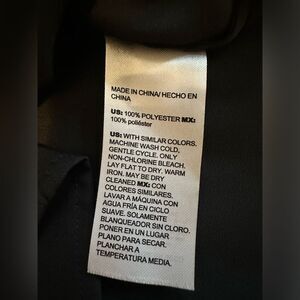 MADE IN CHINA/ HECHO EN
CHINA
US: 100% POLYESTER MX:
100% poliéster
US: WITH SIMILAR COLORS.
MACHINE WASH COLD,
GENTLE CYCLE. ONLY
NON-CHLORINE BLEACH.
LAY FLAT TO DRY. WARM
IRON. MAY BE DRY
CLEANED MX: CON
COLORES SIMILARES.
LAVAR A MÁQUINA CON
AGUA FRÍA EN CICLO
SUAVE. SOLAMENTE
BLANQUEADOR SIN CLORO.
PONER EN UN LUGAR
PLANO PARA SECAR.
PLANCHAR A
TEMPERATURA MEDIA.